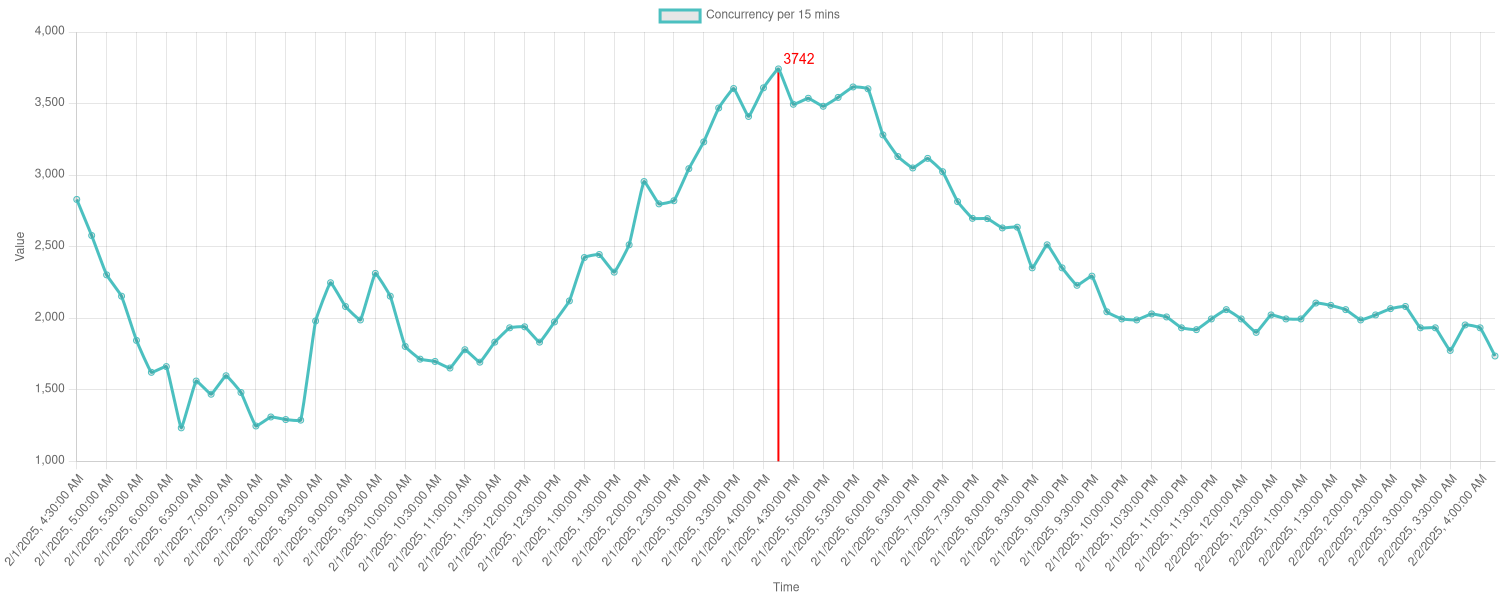 Concurrency per 15 mins
4,000
3,500
3,000
2,500
2,000
1,500
1,000
Value
3742
2/1/2025, 4:30:00 AM
2/1/2025, 5:00:00 AM
2/1/2025, 5:30:00 AM
2/1/2025, 6:00:00 AM
2/1/2025, 6:30:00 AM
2/1/2025, 7:00:00 AM
2/1/2025, 7:30:00 AM
2/1/2025, 8:00:00 AM
2/1/2025, 8:30:00 AM
2/1/2025, 9:00:00 AM
2/1/2025, 9:30:00 AM
2/1/2025, 10:00:00 AM
2/1/2025, 10:30:00 AM
2/1/2025, 11:00:00 AM
2/1/2025, 11:30:00 AM
2/1/2025, 12:00:00 PM
2/1/2025, 12:30:00 PM
2/1/2025, 1:00:00 PM
2/1/2025, 1:30:00 PM
2/1/2025, 2:00:00 PM
2/1/2025, 2:30:00 PM
2/1/2025, 3:00:00 PM
2/1/2025, 3:30:00 PM
2/1/2025, 4:00:00 PM
2/1/2025, 4:30:00 PM
2/1/2025, 5:00:00 PM
2/1/2025, 5:30:00 PM
2/1/2025, 6:00:00 PM
2/1/2025, 6:30:00 PM
2/1/2025, 7:00:00 PM
2/1/2025, 7:30:00 PM
2/1/2025, 8:00:00 PM
2/1/2025, 8:30:00 PM
2/1/2025, 9:00:00 PM
2/1/2025, 9:30:00 PM
2/1/2025, 10:00:00 PM
2/1/2025, 10:30:00 PM
2/1/2025, 11:00:00 PM
2/1/2025, 11:30:00 PM
2/2/2025, 12:00:00 AM
2/2/2025, 12:30:00 AM
2/2/2025, 1:00:00 AM
2/2/2025, 1:30:00 AM
2/2/2025, 2:00:00 AM
2/2/2025, 2:30:00 AM
2/2/2025, 3:00:00 AM
2/2/2025, 3:30:00 AM
2/2/2025, 4:00:00 AM
Time